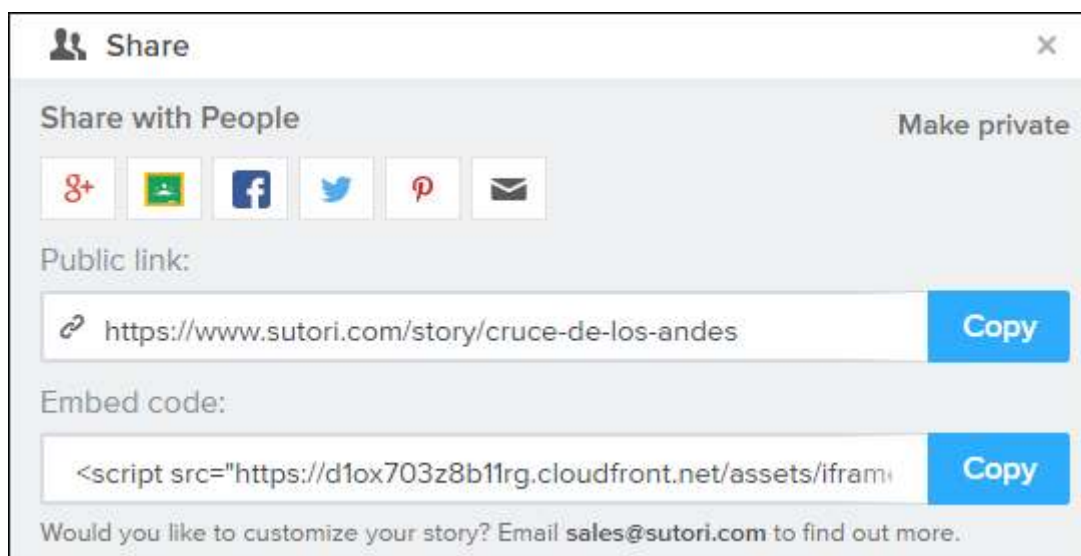 Share
Share with People
Make private
Public link:
https://www.sutori.com/story/cruce-de-los-andes
Copy
Embed code:
<script src="https://d1ox703z8b11rg.cloudfront.net/assets/ifram
Copy
Would you like to customize your story? Email sales@sutori.com to find out more.